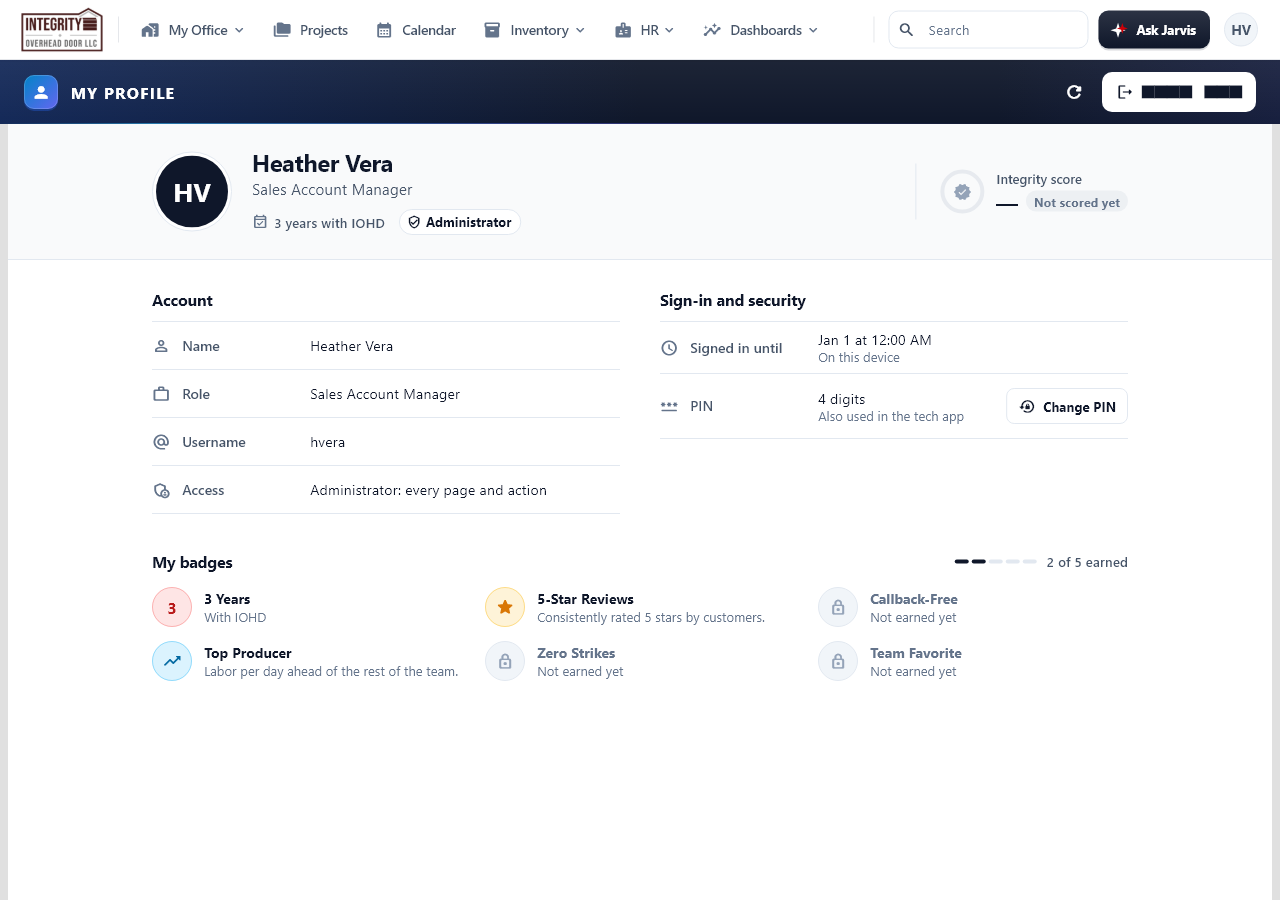 INTEGRITY
OVERHEAD DOOR LLC
My Office
Projects
Calendar
Inventory
HR
Dashboards
Search
Ask Jarvis
HV
MY PROFILE
HV
Heather Vera
Sales Account Manager
3 years with IOHD
Administrator
Integrity score
Not scored yet
Account
Name
Heather Vera
Role
Sales Account Manager
Username
hvera
Access
Administrator: every page and action
Sign-in and security
Signed in until
Jan 1 at 12:00 AM
On this device
PIN
4 digits
Also used in the tech app
Change PIN
My badges
2 of 5 earned
3
3 Years
With IOHD
5-Star Reviews
Consistently rated 5 stars by customers.
Callback-Free
Not earned yet
Top Producer
Labor per day ahead of the rest of the team.
Zero Strikes
Not earned yet
Team Favorite
Not earned yet